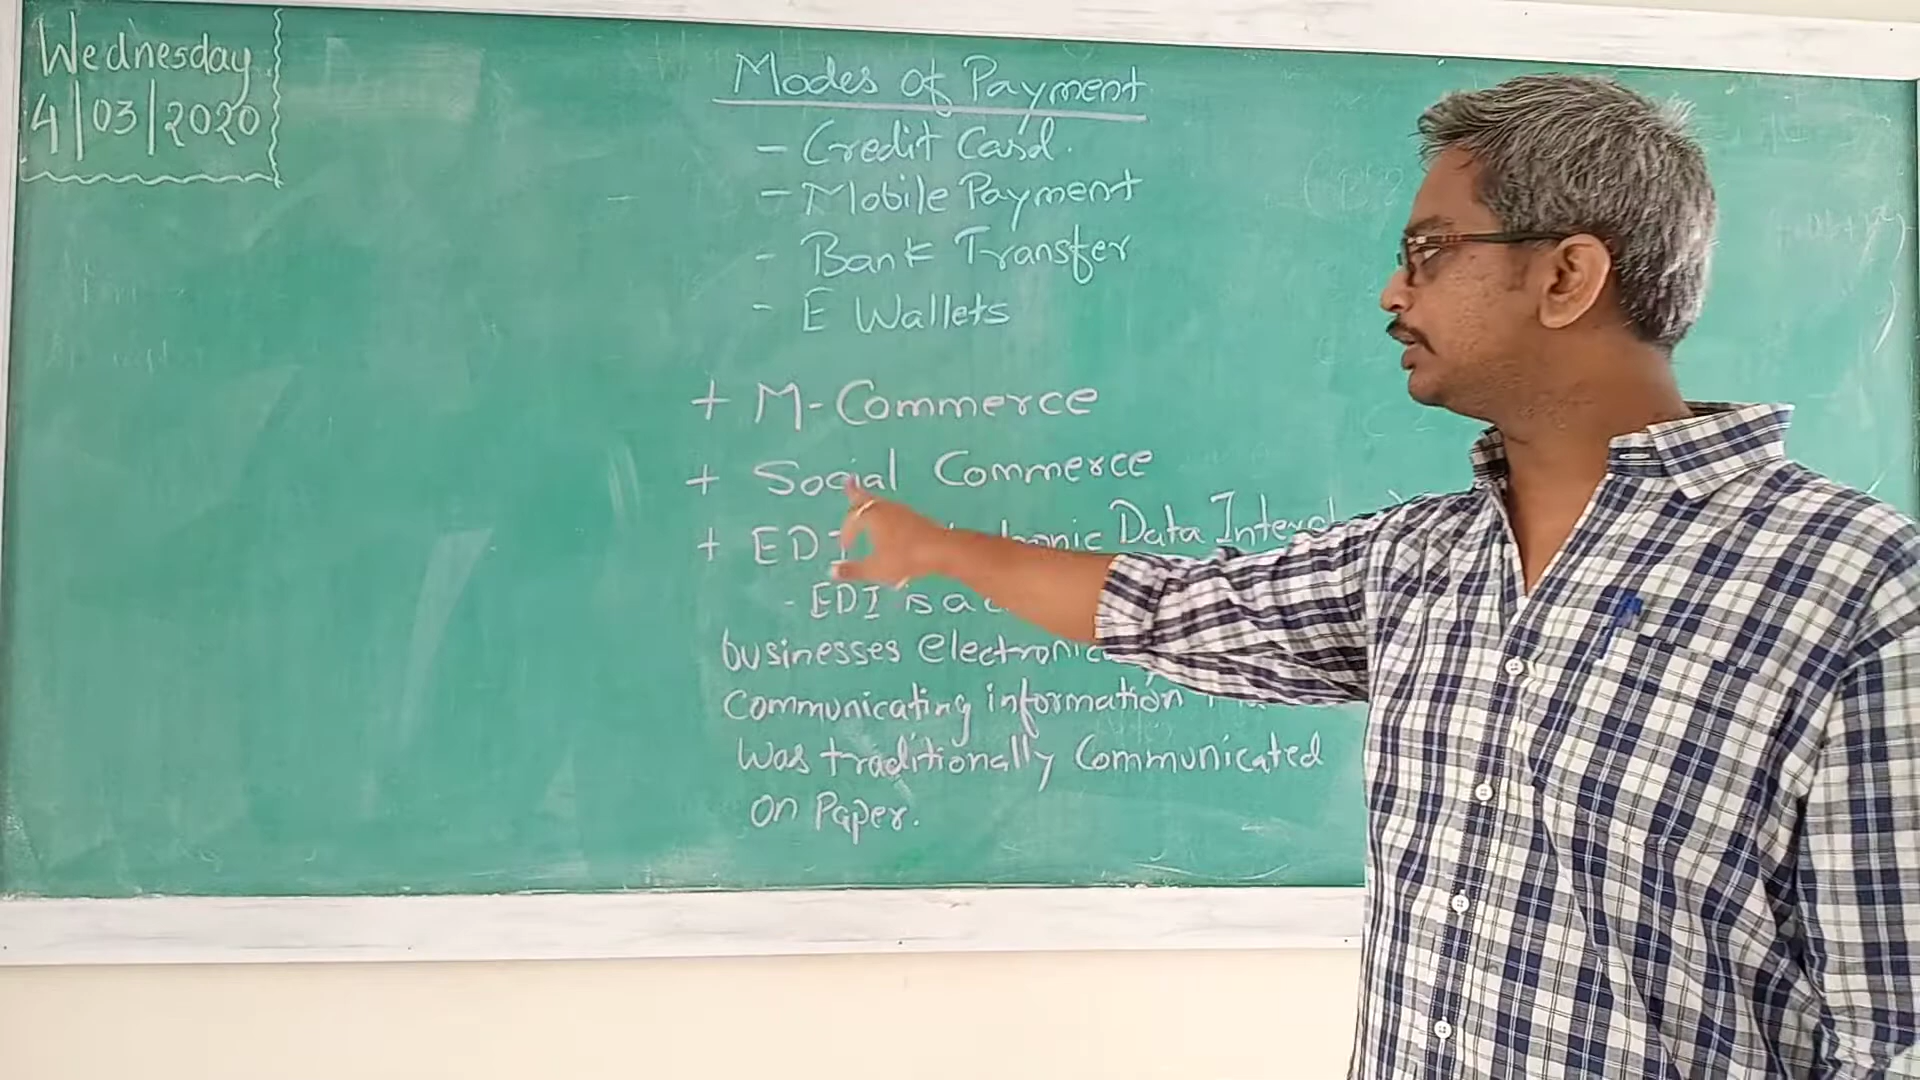 Wednesday
4/03/2020
Modes of Payment
- Credit Card.
- Mobile Payment
- Bank Transfer
- E Wallets
+ M-Commerce
+ Social Commerce
+ EDI Data
- EDI is a
businesses
communicating information
was traditionally communicated
on Paper.